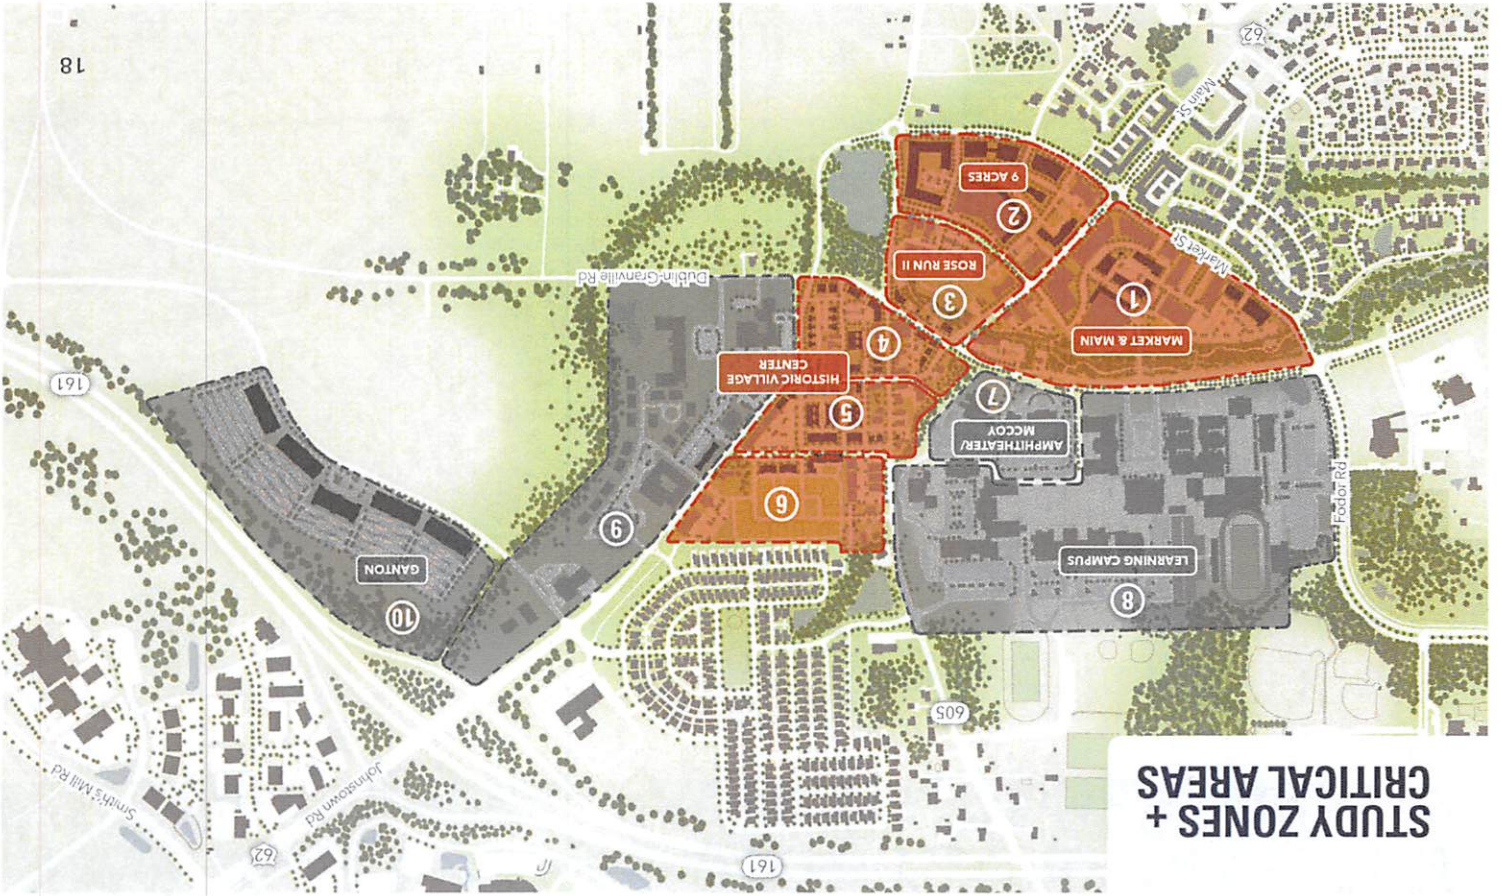 STUDY ZONES +
CRITICAL AREAS
161
62
Smith's Mill Rd
Johnstown Rd
605
8
LEARNING CAMPUS
10
GANTON
9
6
Fodor Rd
AMPHITHEATER/
MCCOY
7
5
HISTORIC VILLAGE
CENTER
161
4
MARKET & MAIN
1
3
ROSE RUN II
Dublin-Granville Rd
Market St
2
9 ACRES
Main St
62
18